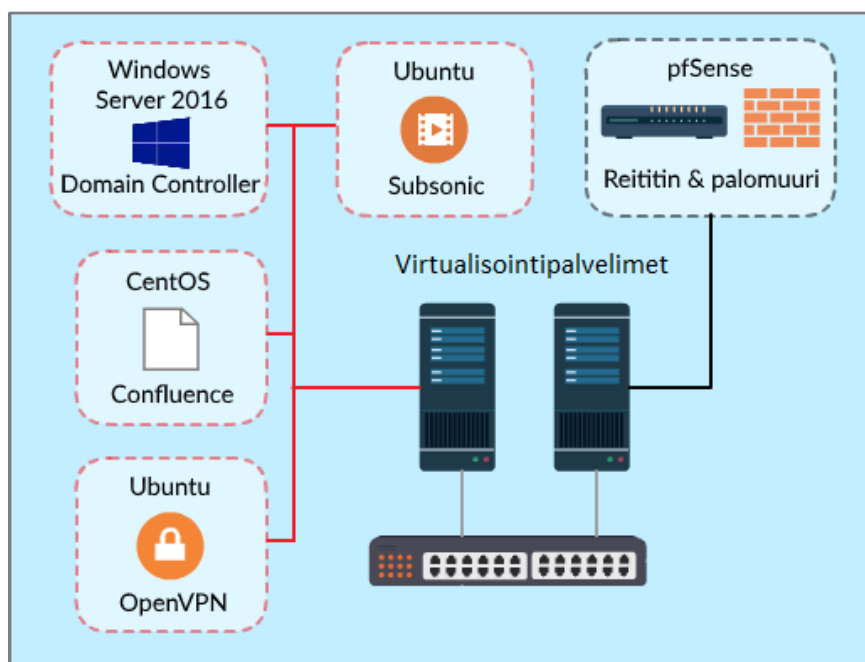 Windows
Server 2016
Domain Controller
Ubuntu
Subsonic
pfSense
Reititin & palomuuri
Virtualisointipalvelimet
CentOS
Confluence
Ubuntu
OpenVPN